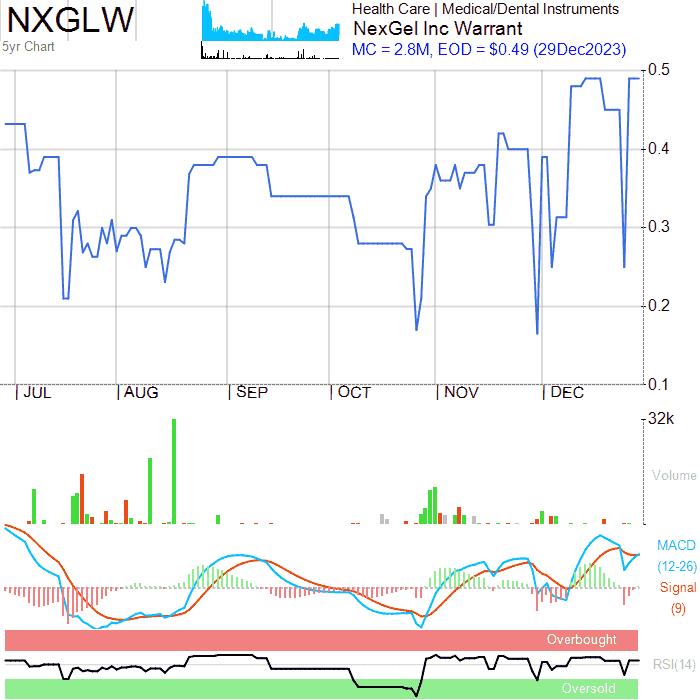 NXGLW
5yr Chart
Health Care | Medical/Dental Instruments
NexGel Inc Warrant
MC = 2.8M, EOD = $0.49 (29Dec2023)
0.5
0.4
0.3
0.2
0.1
JUL AUG SEP OCT NOV DEC
32k
Volume
MACD
(12-26)
Signal
(9)
Overbought
RSI(14)
Oversold